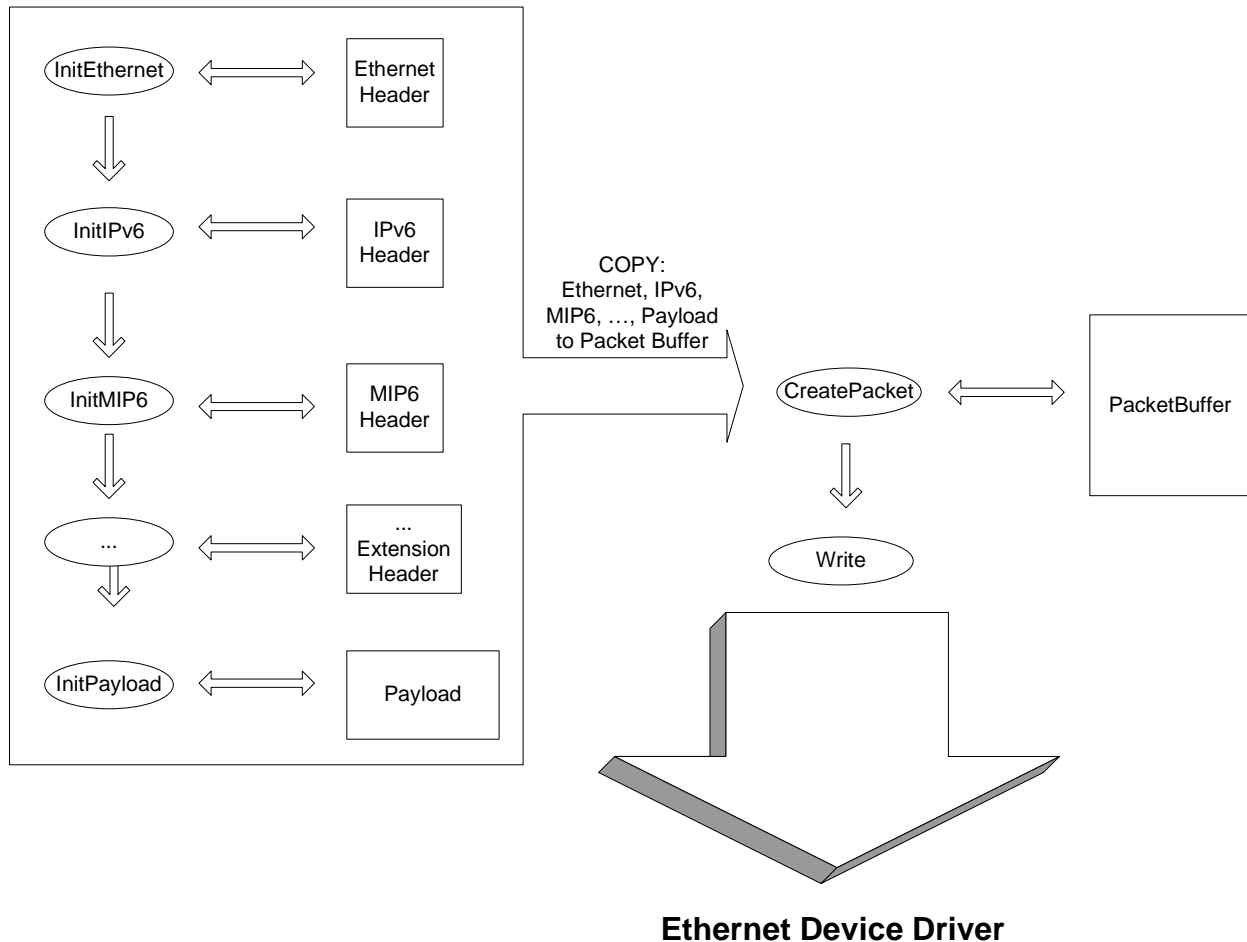 InitEthernet
Ethernet
Header
InitIPv6
IPv6
Header
InitMIP6
MIP6
Header
...
...
Extension
Header
InitPayload
Payload
COPY:
Ethernet, IPv6,
MIP6, …, Payload
to Packet Buffer
CreatePacket
PacketBuffer
Write
Ethernet Device Driver